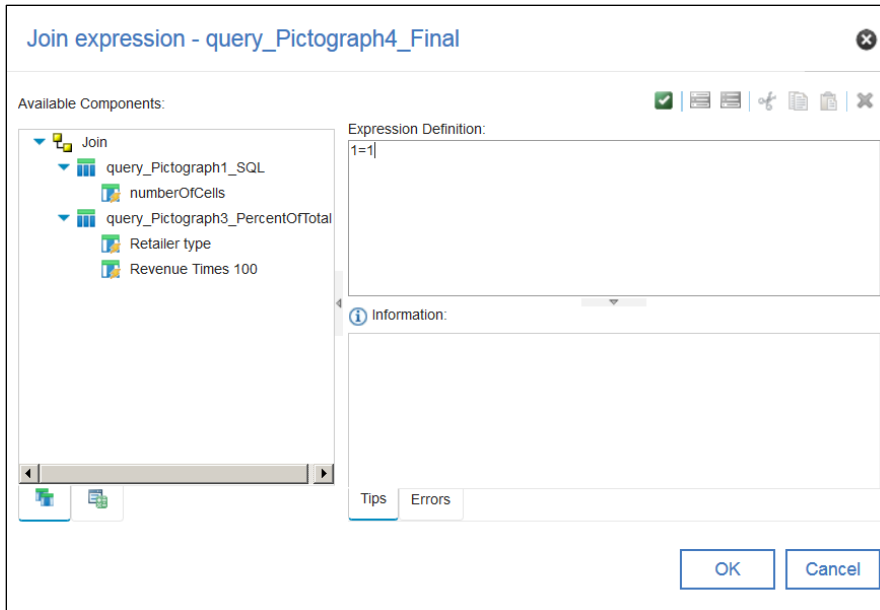 Join expression - query_Pictograph4_Final
Available Components:
Join
query_Pictograph1_SQL
numberOfCells
query_Pictograph3_PercentOfTotal
Retailer type
Revenue Times 100
Expression Definition:
1=1
Information:
Tips Errors
OK Cancel